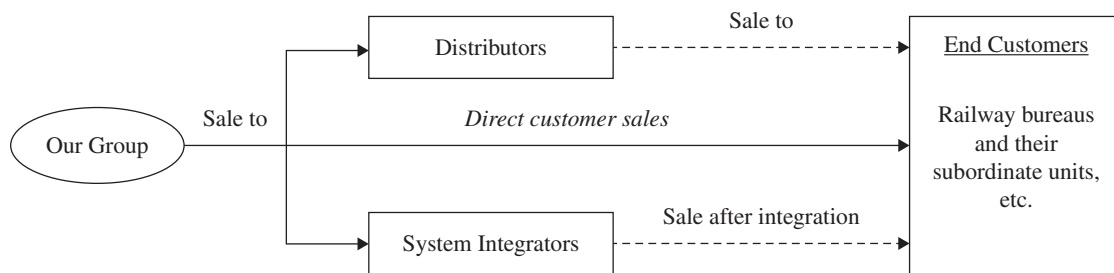 Sale to
Distributors
End Customers
Sale to
Direct customer sales
Our Group
Railway bureaus
and their
subordinate units,
etc.
Sale after integration
System Integrators